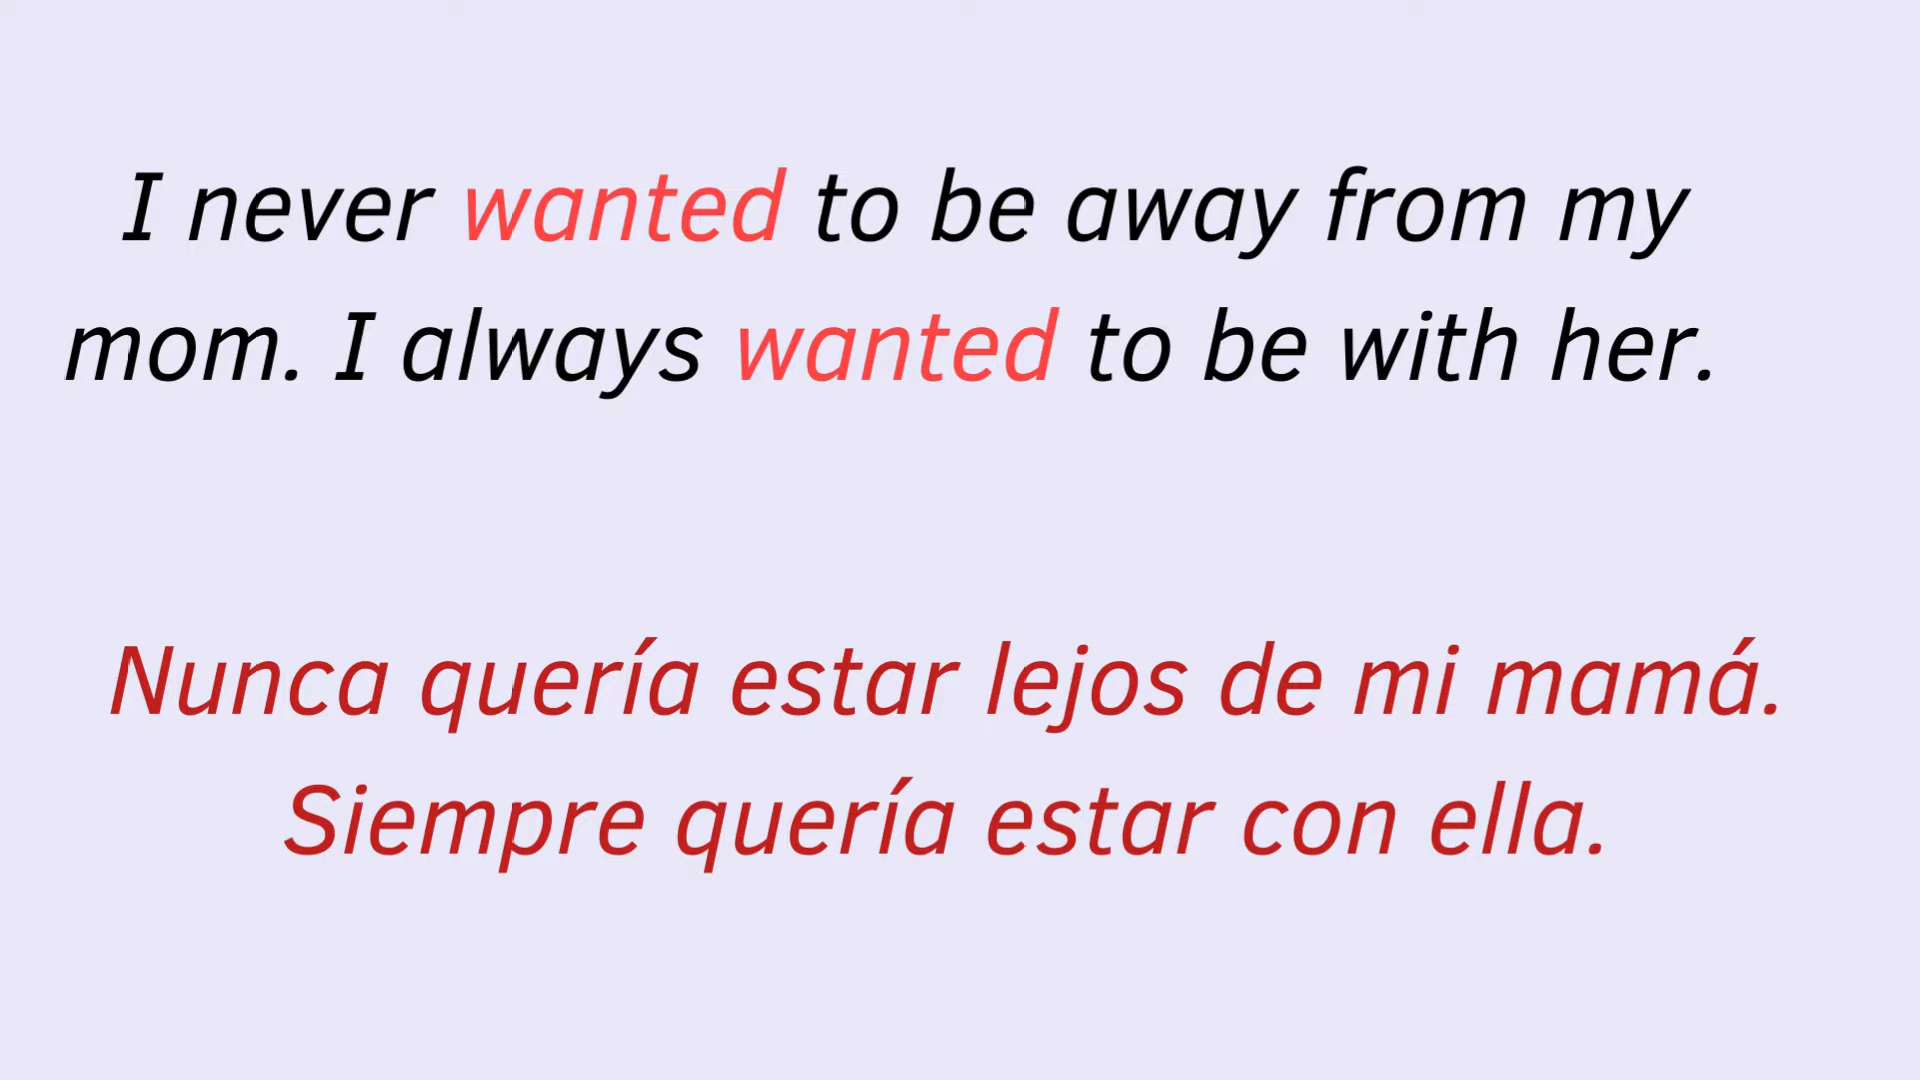 I never wanted to be away from my
mom. I always wanted to be with her.
Nunca quería estar lejos de mi mamá.
Siempre quería estar con ella.